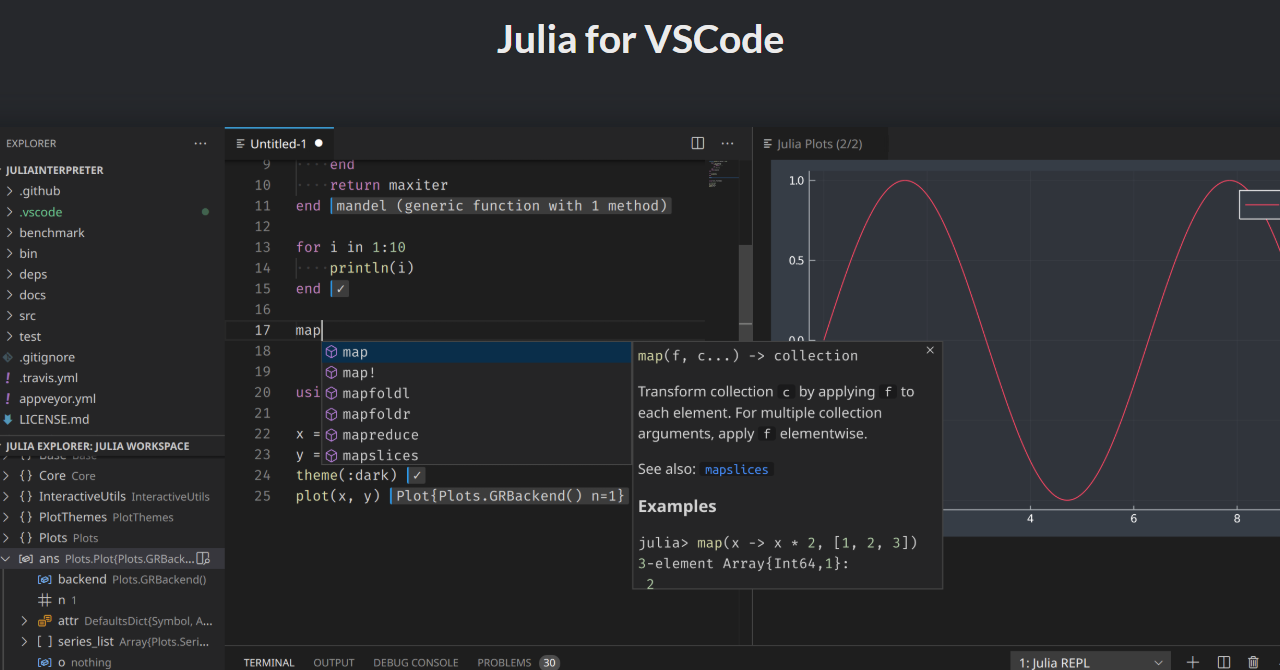 Julia for VSCode
EXPLORER
JULIAINTERPRETER
.github
.vscode
benchmark
bin
deps
docs
src
test
.gitignore
.travis.yml
appveyor.yml
LICENSE.md
JULIA EXPLORER: JULIA WORKSPACE
{} Base Base
{} Core Core
{} InteractiveUtils InteractiveUtils
{} PlotThemes PlotThemes
{} Plots Plots
ans Plots.Plot{Plots.GRBack...
backend Plots.GRBackend()
n 1
attr DefaultsDict(Symbol, A...
[ ] series_list Array{Plots.Seri...
o nothing
Untitled-1
9 end
10 return maxiter
11 end mandel (generic function with 1 method)
12
13 for i in 1:10
14 println(i)
15 end ✓
16
17 map
18
19
20 usi
21
22 x =
23 y =
24 theme(:dark) ✓
25 plot(x, y) Plot{Plots.GRBackend() n=1}
map
map!
mapfoldl
mapfoldr
mapreduce
mapslices
map(f, c...) -> collection
Transform collection c by applying f to
each element. For multiple collection
arguments, apply f elementwise.
See also: mapslices
Examples
julia> map(x -> x * 2, [1, 2, 3])
3-element Array{Int64,1}:
2
Julia Plots (2/2)
1.0
0.5
0.0
4 6 8
TERMINAL OUTPUT DEBUG CONSOLE PROBLEMS 30
1: Julia REPL